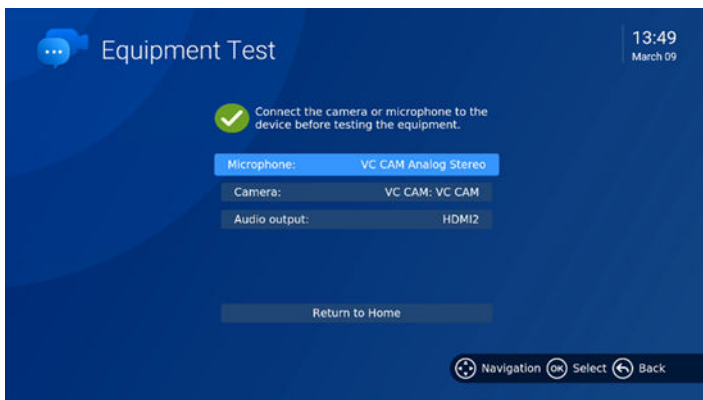 Equipment Test
13:49
March 09
Connect the camera or microphone to the
device before testing the equipment.
Microphone: VC CAM Analog Stereo
Camera: VC CAM: VC CAM
Audio output: HDMI2
Return to Home
Navigation OK Select Back